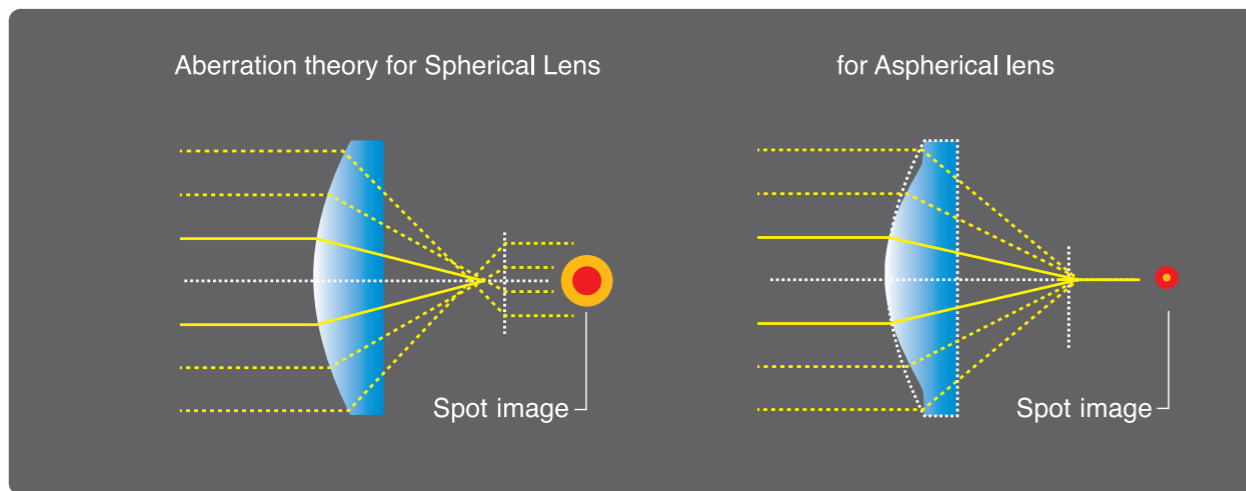 Aberration theory for Spherical Lens
for Aspherical lens
Spot image
Spot image